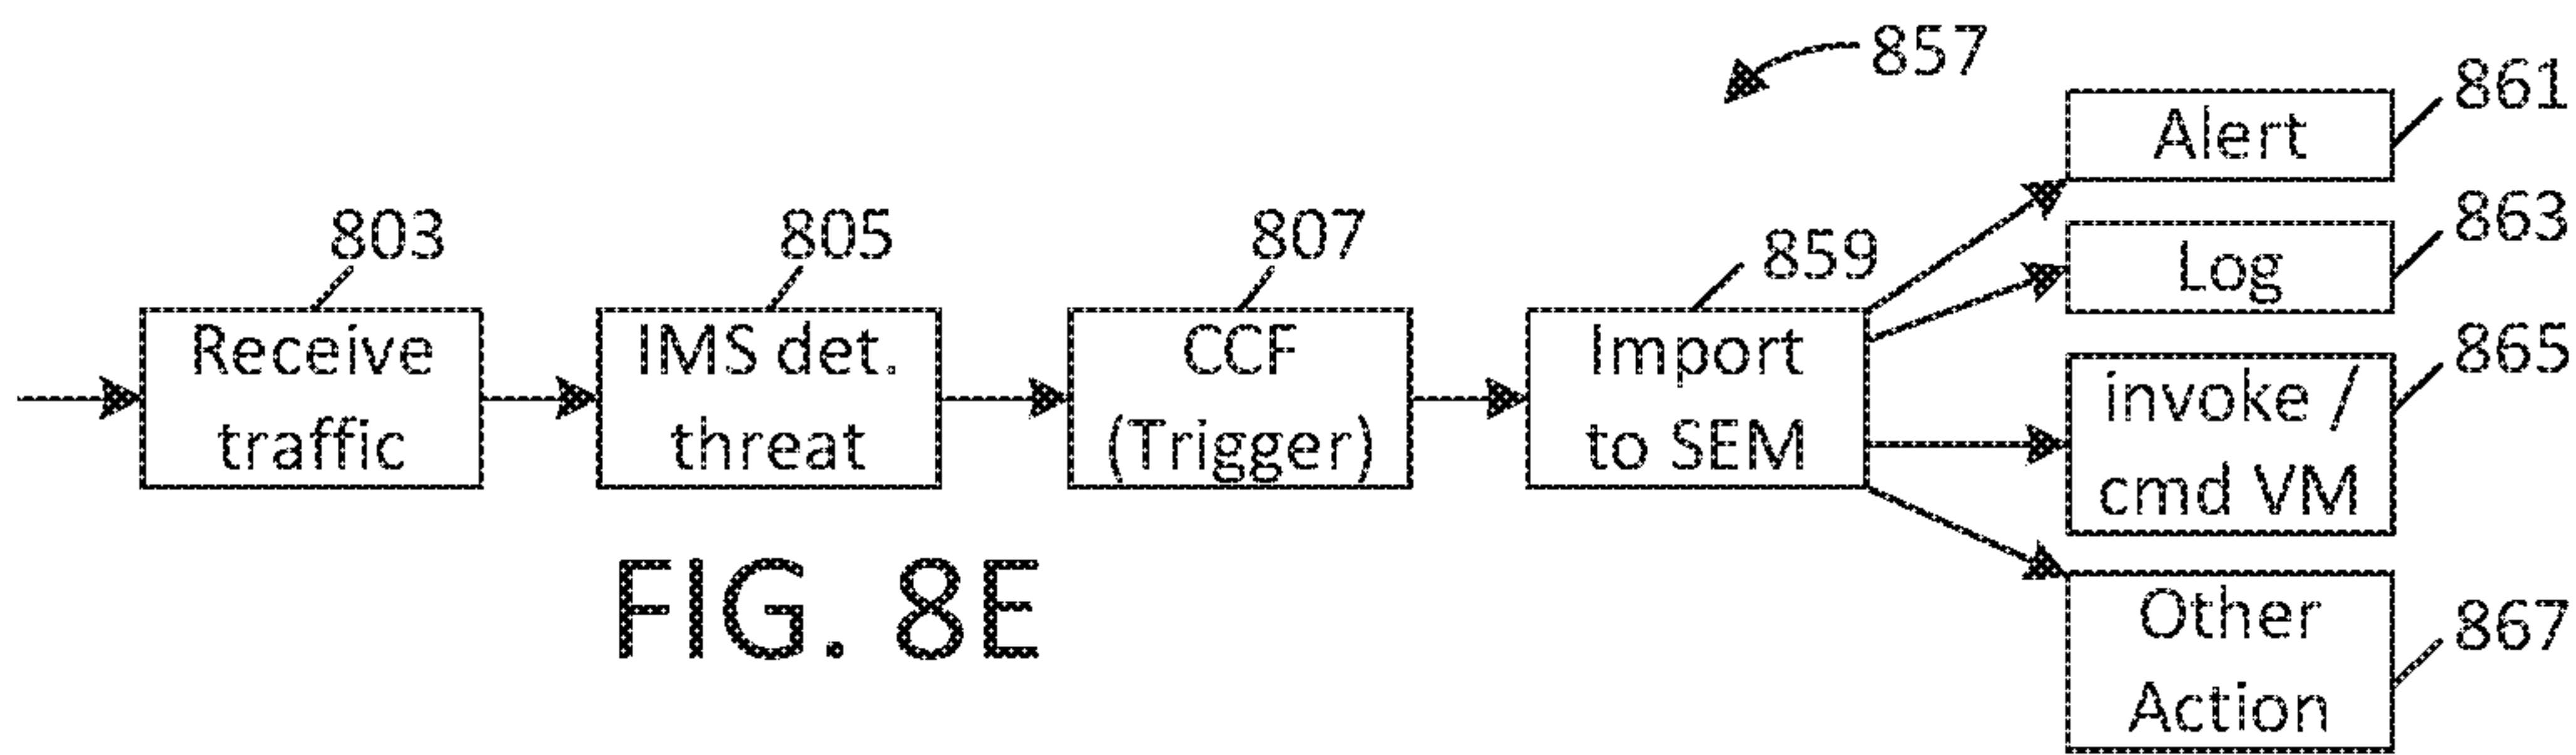 857
861
Alert
863
Log
803
805
807
859
865
Receive
traffic
IMS det.
threat
CCF
(Trigger)
Import
to SEM
invoke /
cmd VM
867
Other
Action
FIG. 8E